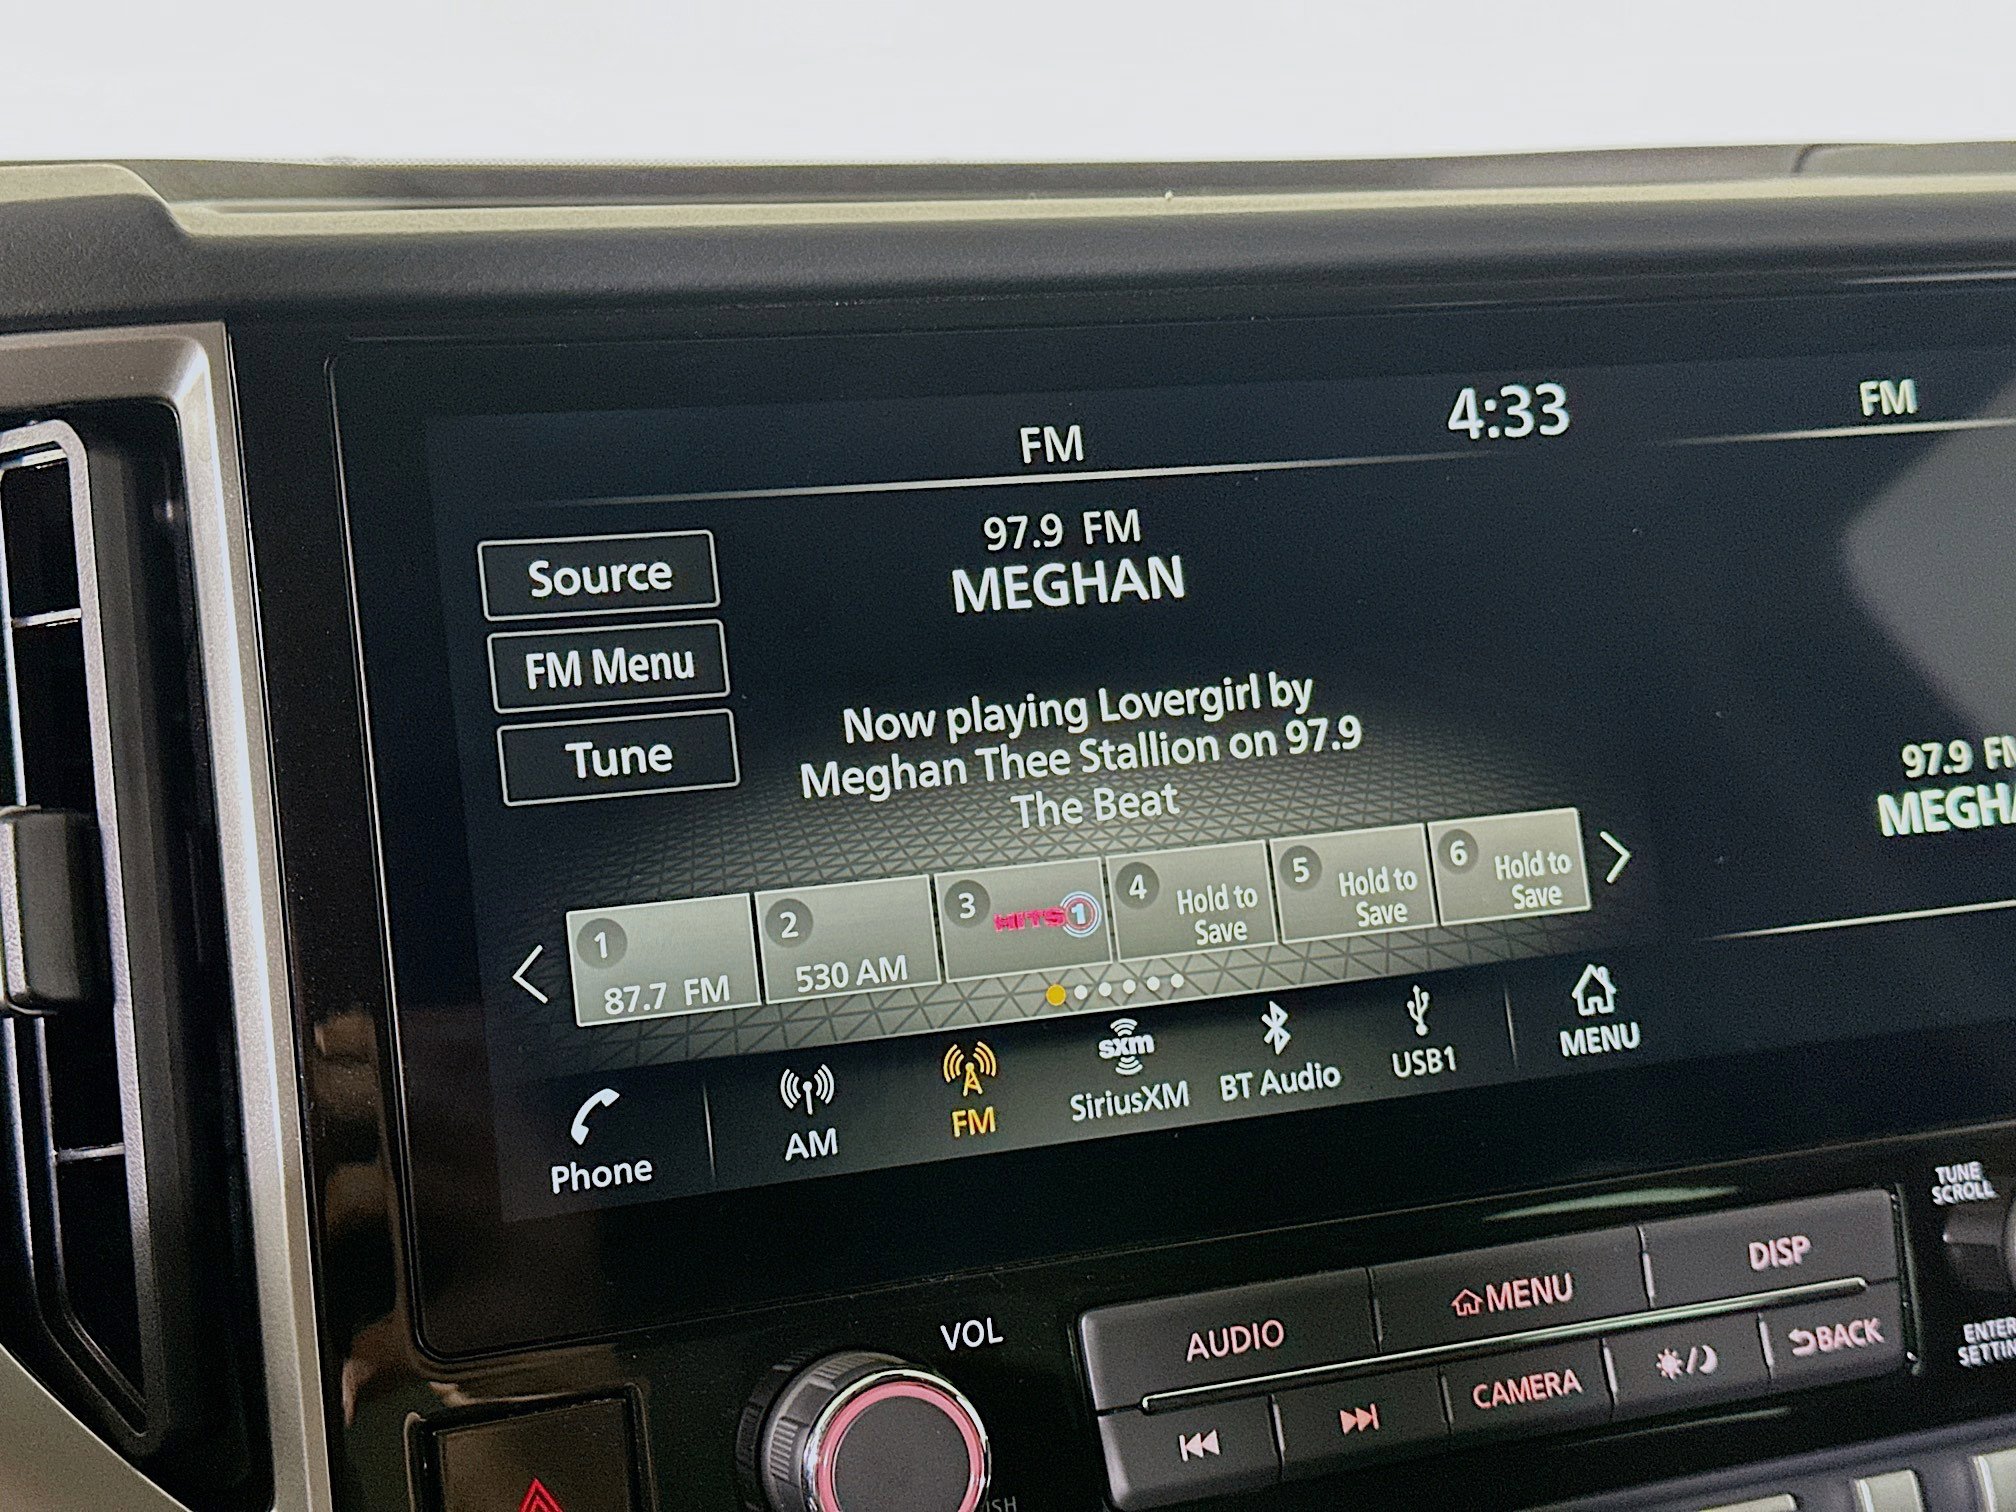 FM
4:33
FM
97.9 FM
MEGHAN
Source
FM Menu
Tune
Now playing Lovergirl by
Meghan Thee Stallion on 97.9
The Beat
97.9 FM
MEGHA
1
87.7 FM
2
530 AM
3
HITS 1
4
Hold to
Save
5
Hold to
Save
6
Hold to
Save
Phone
AM
FM
sxm
SiriusXM
BT Audio
USB1
MENU
TUNE
SCROLL
VOL
AUDIO
MENU
DISP
CAMERA
BACK
ENTER